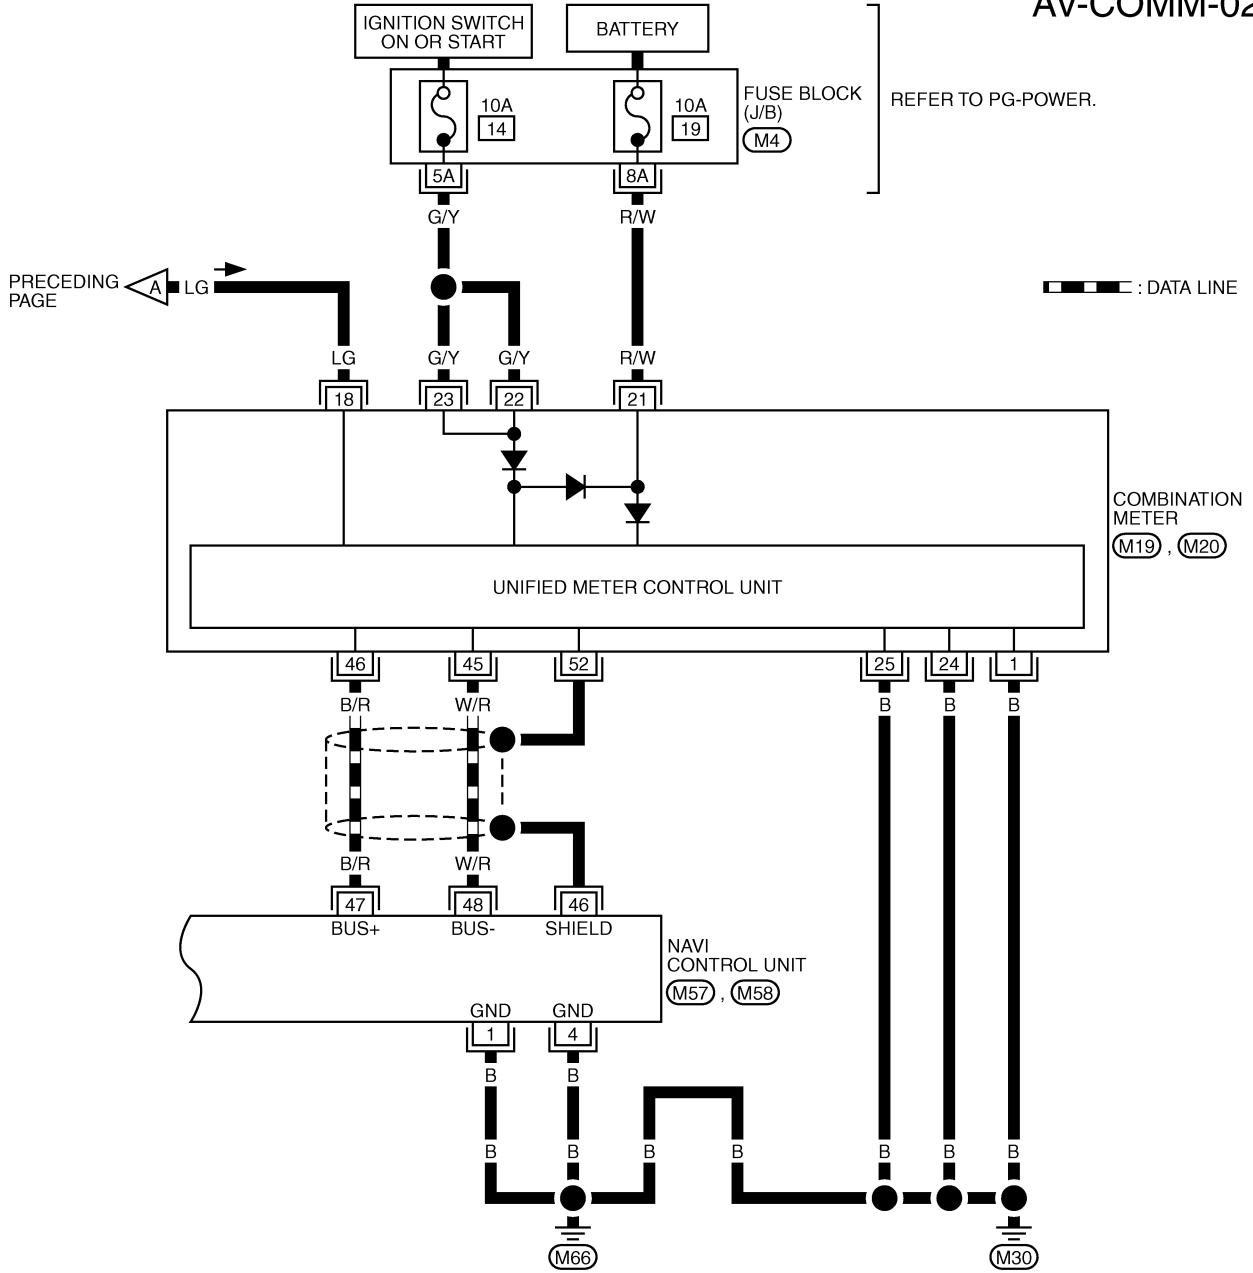 AV-COMM-02
IGNITION SWITCH
ON OR START
BATTERY
10A
14
10A
19
FUSE BLOCK
(J/B)
M4
REFER TO PG-POWER.
5A
8A
G/Y
R/W
PRECEDING
PAGE
A
LG
: DATA LINE
LG
G/Y
G/Y
R/W
18
23
22
21
COMBINATION
METER
M19 , M20
UNIFIED METER CONTROL UNIT
46
45
52
25
24
1
B/R
W/R
B
B
B
B/R
W/R
47
48
46
BUS+
BUS-
SHIELD
NAVI
CONTROL UNIT
M57 , M58
GND
GND
1
4
B
B
B
B
B
B
B
B
B
M66
M30